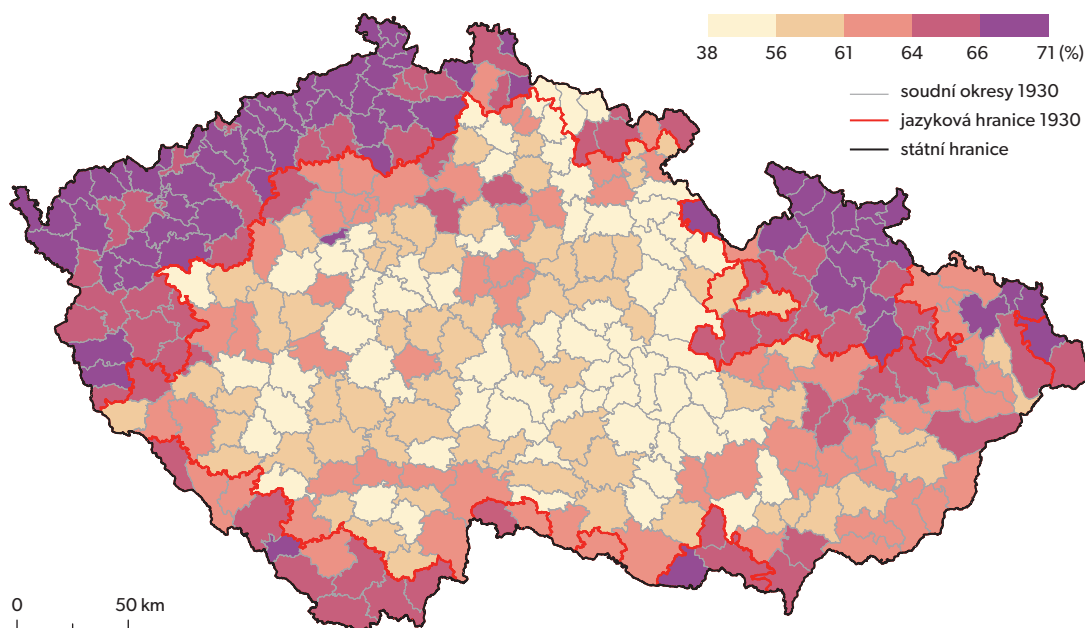 38 56 61 64 66 71 (%)
soudní okresy 1930
jazyková hranice 1930
státní hranice
0 50 km